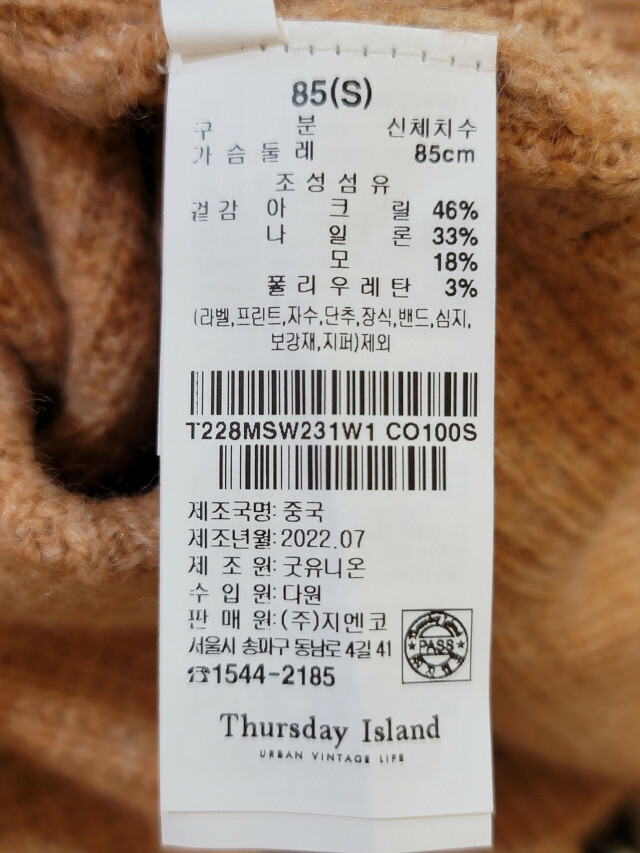 85(S)
구 분 신체치수
가슴둘레 85cm
조성섬유
겉감 아크릴 46%
나일론 33%
모 18%
폴리우레탄 3%
(라벨,프린트,자수,단추,장식,밴드,심지,
보강재,지퍼)제외
T228MSW231W1 CO100S
제조국명: 중국
제조년월: 2022.07
제 조 원: 굿유니온
수 입 원: 다원
판 매 원: (주)지엔코
서울시 송파구 동남로 4길 41
☎1544-2185
PASS
Thursday Island
URBAN VINTAGE LIFE